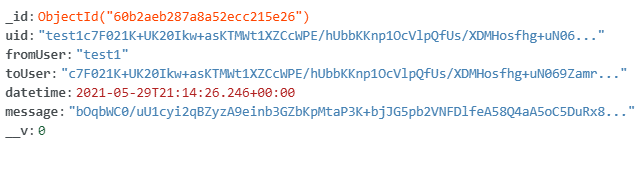 _id: ObjectId("60b2aeb287a8a52ecc215e26")
uid: "test1c7F021K+UK20Ikw+asKTMWt1XZCcWPE/hUbbKKnp1OcVlpQfUs/XDMHosfhg+uN06..."
fromUser: "test1"
toUser: "c7F021K+UK20Ikw+asKTMWt1XZCcWPE/hUbbKKnp1OcVlpQfUs/XDMHosfhg+uN069Zamr..."
datetime: 2021-05-29T21:14:26.246+00:00
message: "bOqbWC0/uU1cyi2qBZyzA9einb3GZbKpMtaP3K+bjJG5pb2VNFDlfeA58Q4aA5oC5DuRx8..."
__v: 0